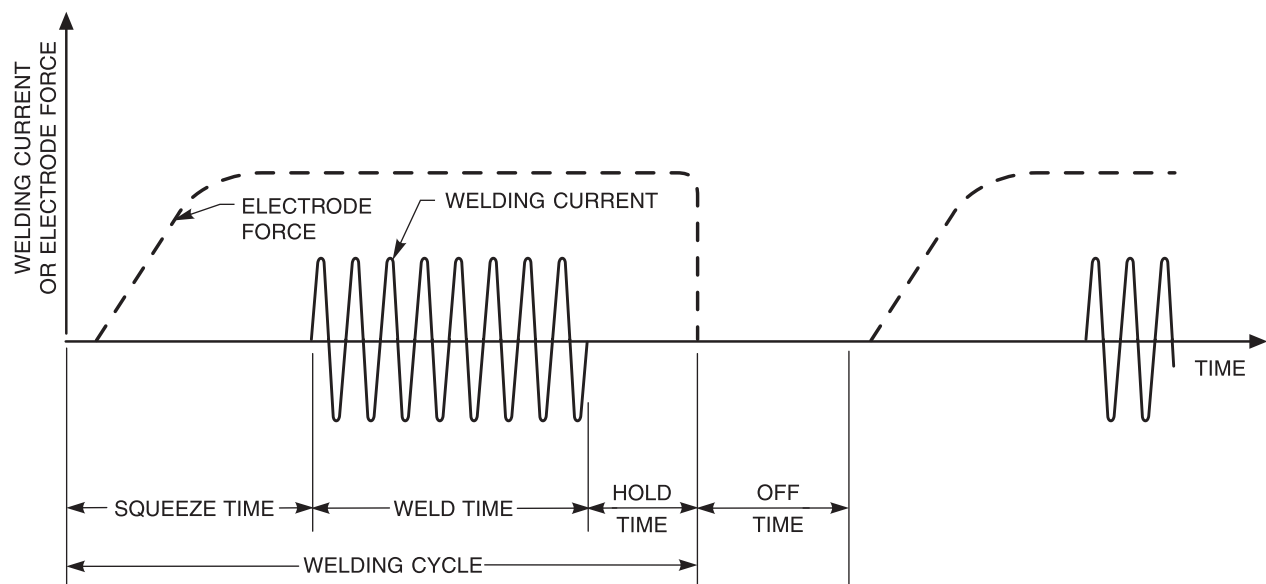 WELDING CURRENT
OR ELECTRODE FORCE
ELECTRODE
FORCE
WELDING CURRENT
TIME
SQUEEZE TIME
WELD TIME
HOLD
TIME
OFF
TIME
WELDING CYCLE